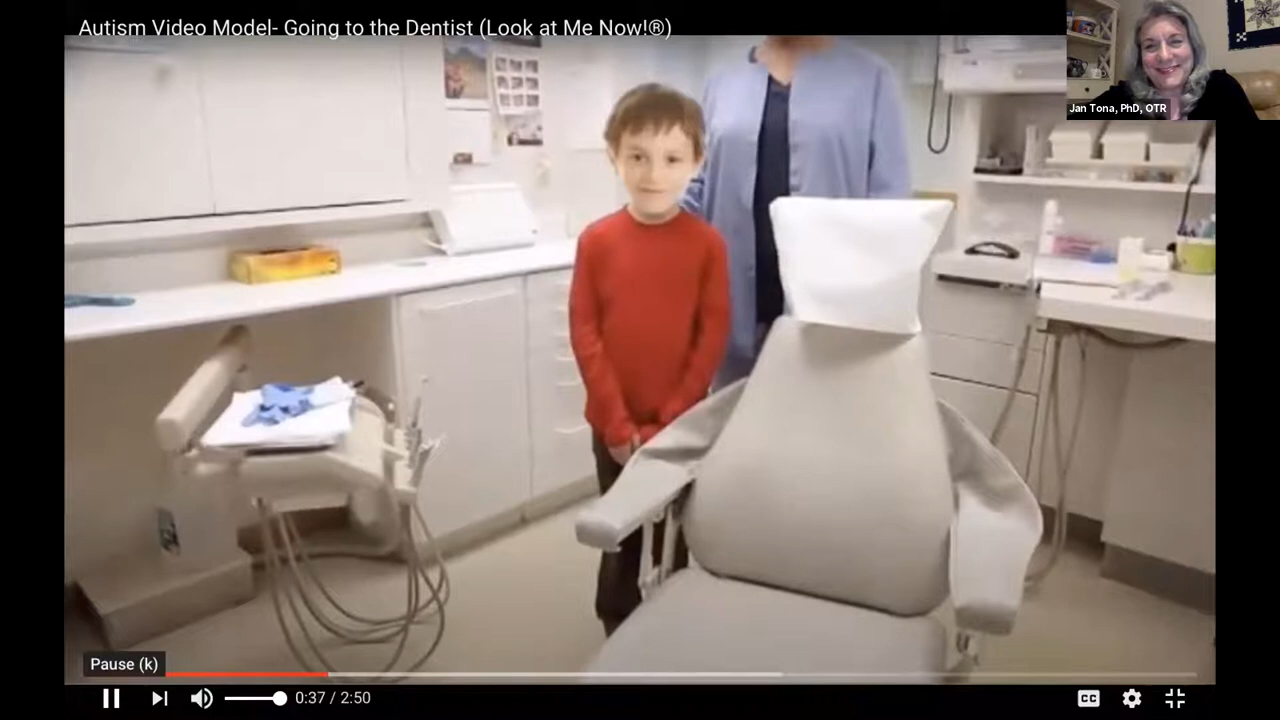 Autism Video Model- Going to the Dentist (Look at Me Now!®)
Jan Tona, PhD, OTR
Pause (k)
0:37 / 2:50
CC